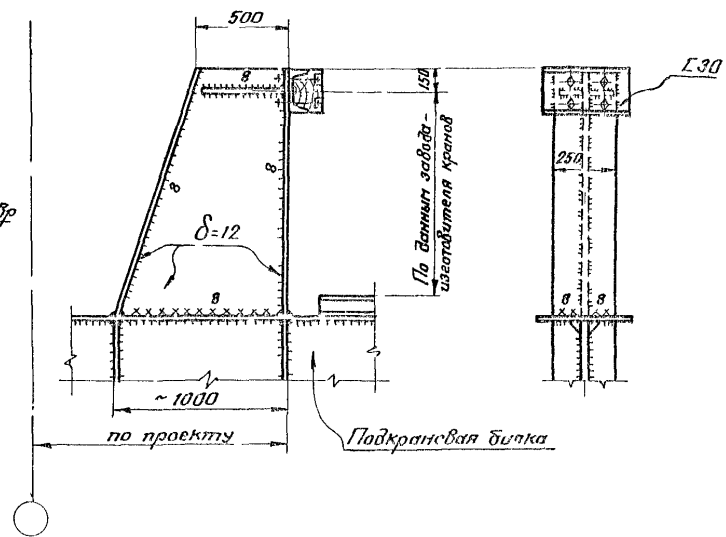 500
8
150
[30
8
8
250
По данным завода-
изготовителя кранов
δ=12
8
8 8
~1000
по проекту
Подкрановая балка